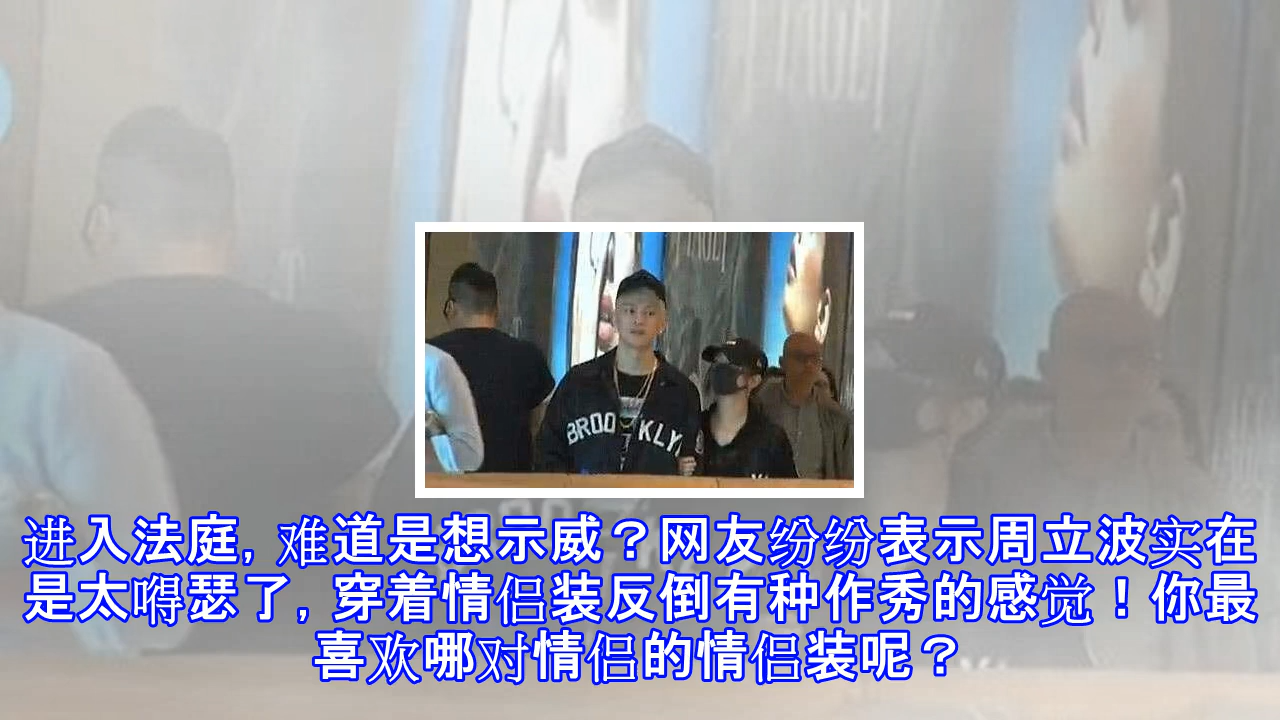 BROOKLY
进入法庭, 难道是想示威？网友纷纷表示周立波实在
是太嘚瑟了, 穿着情侣装反倒有种作秀的感觉！你最
喜欢哪对情侣的情侣装呢？